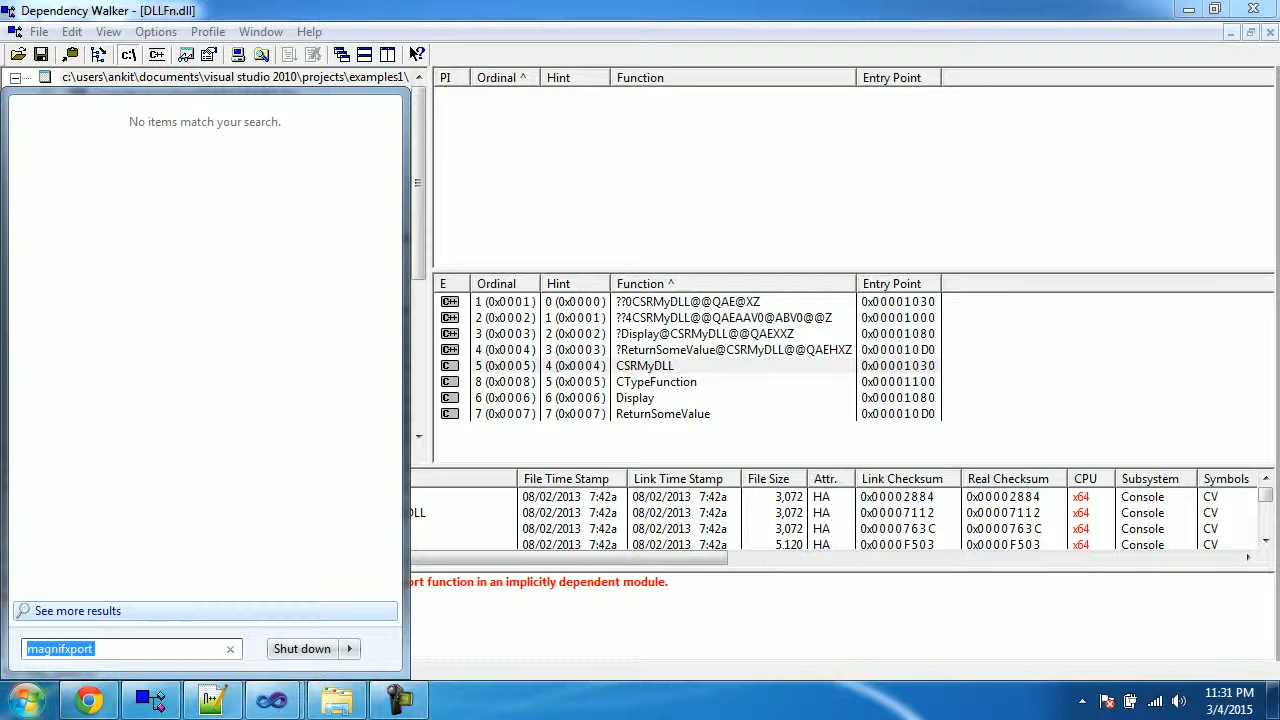 Dependency Walker - [DLLFn.dll]
File Edit View Options Profile Window Help
c:\ C++
c:\users\ankit\documents\visual studio 2010\projects\examples1\
PI Ordinal ^ Hint Function Entry Point
No items match your search.
E Ordinal Hint Function ^ Entry Point
C++ 1 (0x0001) 0 (0x0000) ??0CSRMyDLL@@QAE@XZ 0x00001030
C++ 2 (0x0002) 1 (0x0001) ??4CSRMyDLL@@QAEAAV0@ABV0@@Z 0x00001000
C++ 3 (0x0003) 2 (0x0002) ?Display@CSRMyDLL@@QAEXXZ 0x00001080
C++ 4 (0x0004) 3 (0x0003) ?ReturnSomeValue@CSRMyDLL@@QAEHXZ 0x000010D0
C 5 (0x0005) 4 (0x0004) CSRMyDLL 0x00001030
C 8 (0x0008) 5 (0x0005) CTypeFunction 0x00001100
C 6 (0x0006) 6 (0x0006) Display 0x00001080
C 7 (0x0007) 7 (0x0007) ReturnSomeValue 0x000010D0
File Time Stamp Link Time Stamp File Size Attr. Link Checksum Real Checksum CPU Subsystem Symbols
08/02/2013 7:42a 08/02/2013 7:42a 3,072 HA 0x00002884 0x00002884 x64 Console CV
DLL 08/02/2013 7:42a 08/02/2013 7:42a 3,072 HA 0x00007112 0x00007112 x64 Console CV
08/02/2013 7:42a 08/02/2013 7:42a 3,072 HA 0x0000763C 0x0000763C x64 Console CV
08/02/2013 7:42a 08/02/2013 7:42a 5,120 HA 0x0000F503 0x0000F503 x64 Console CV
ort function in an implicitly dependent module.
See more results
magnifxport
Shut down
11:31 PM
3/4/2015